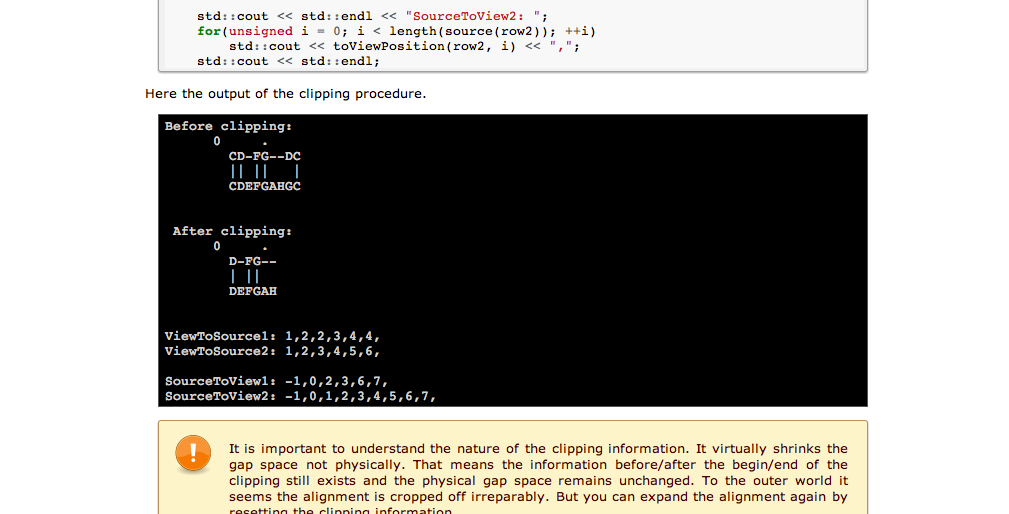 std::cout << std::endl << "SourceToView2: ";
for(unsigned i = 0; i < length(source(row2)); ++i)
std::cout << toViewPosition(row2, i) << ",";
std::cout << std::endl;
Here the output of the clipping procedure.
Before clipping:
0 .
CD-FG--DC
|| || |
CDEFGAHGC
After clipping:
0 .
D-FG--
| ||
DEFGAH
ViewToSource1: 1,2,2,3,4,4,
ViewToSource2: 1,2,3,4,5,6,
SourceToView1: -1,0,2,3,6,7,
SourceToView2: -1,0,1,2,3,4,5,6,7,
It is important to understand the nature of the clipping information. It virtually shrinks the
gap space not physically. That means the information before/after the begin/end of the
clipping still exists and the physical gap space remains unchanged. To the outer world it
seems the alignment is cropped off irreparably. But you can expand the alignment again by
resetting the clipping information.